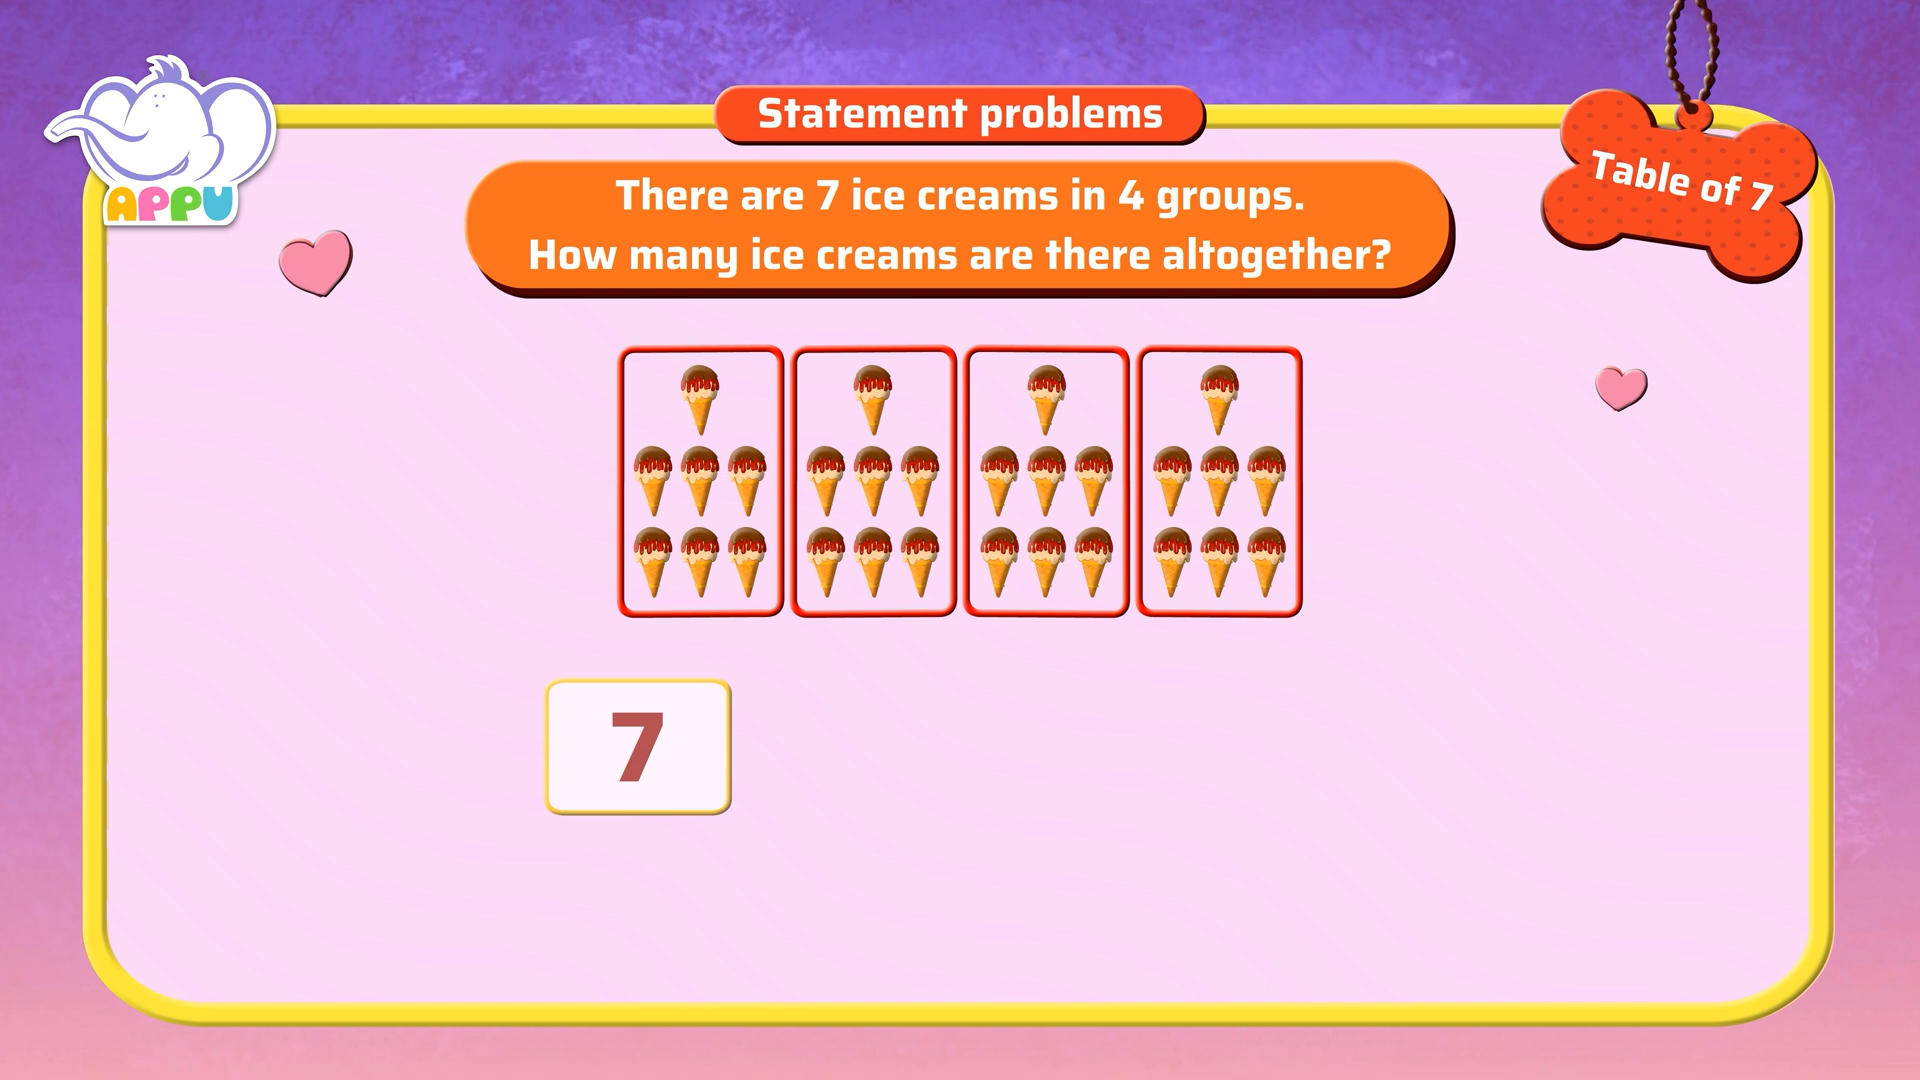 APPU
Statement problems
Table of 7
There are 7 ice creams in 4 groups.
How many ice creams are there altogether?
7